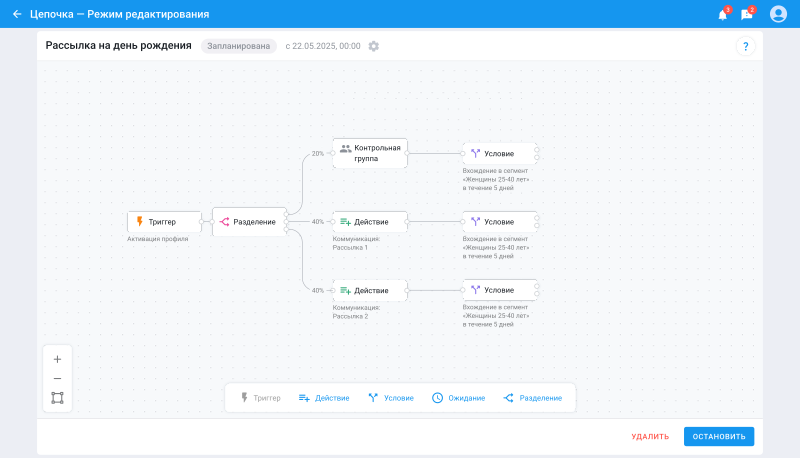 Цепочка — Режим редактирования
3
2
Рассылка на день рождения
Запланирована
с 22.05.2025, 00:00
?
20%
Контрольная
группа
Условие
Вхождение в сегмент
«Женщины 25-40 лет»
в течение 5 дней
Триггер
Активация профиля
Разделение
40%
Действие
Коммуникация:
Рассылка 1
Условие
Вхождение в сегмент
«Женщины 25-40 лет»
в течение 5 дней
40%
Действие
Коммуникация:
Рассылка 2
Условие
Вхождение в сегмент
«Женщины 25-40 лет»
в течение 5 дней
Триггер
Действие
Условие
Ожидание
Разделение
УДАЛИТЬ
ОСТАНОВИТЬ